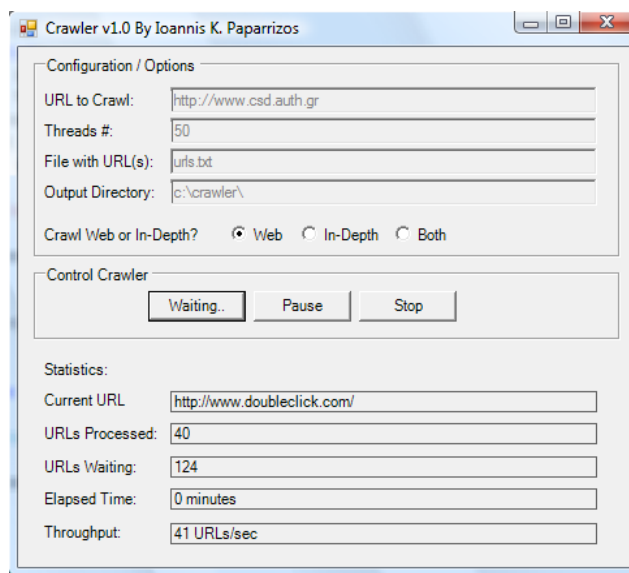 Crawler v1.0 By Ioannis K. Paparrizos
Configuration / Options
URL to Crawl: http://www.csd.auth.gr
Threads #: 50
File with URL(s): urls.txt
Output Directory: c:\crawler\
Crawl Web or In-Depth? Web In-Depth Both
Control Crawler
Waiting.. Pause Stop
Statistics:
Current URL http://www.doubleclick.com/
URLs Processed: 40
URLs Waiting: 124
Elapsed Time: 0 minutes
Throughput: 41 URLs/sec